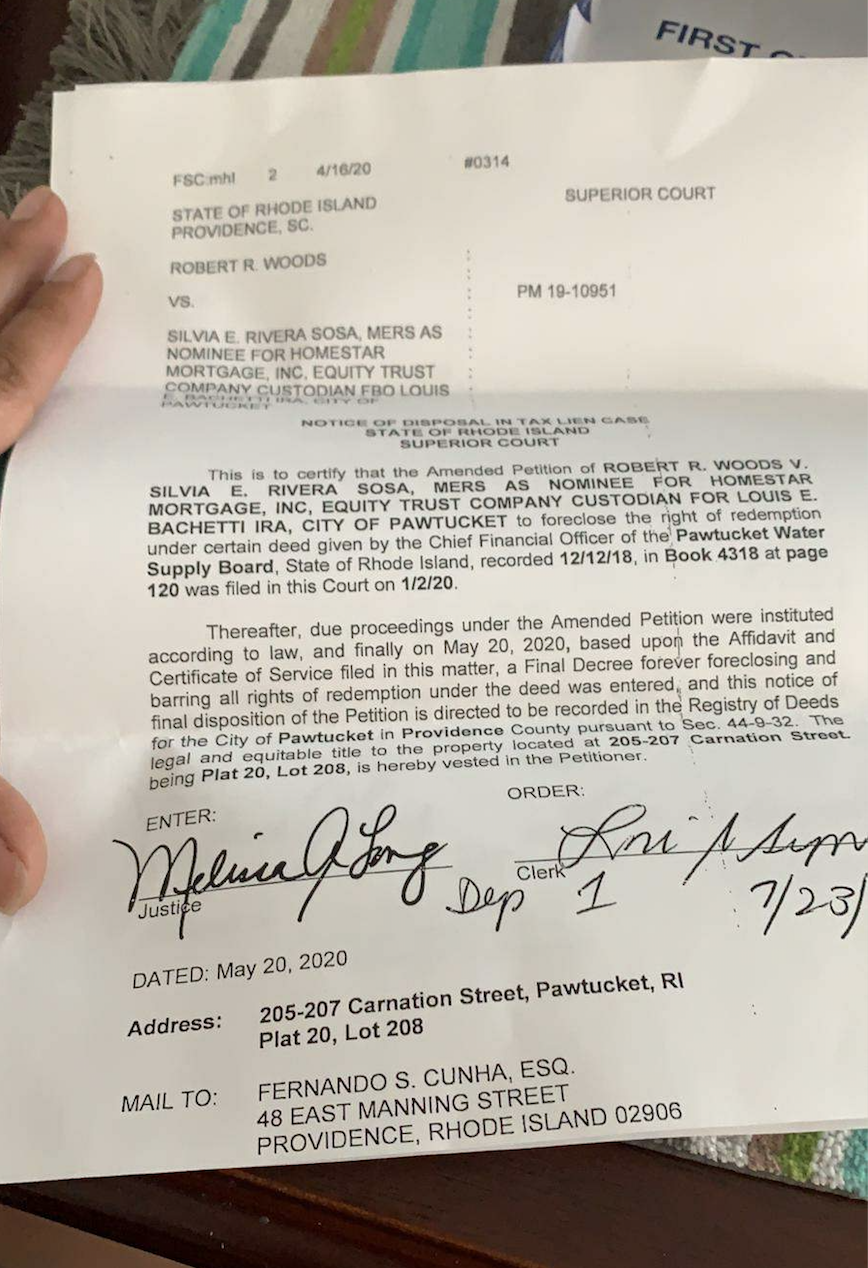 FIRST
FSC:mhl 2 4/16/20 #0314
STATE OF RHODE ISLAND SUPERIOR COURT
PROVIDENCE, SC.
ROBERT R. WOODS
VS. PM 19-10951
SILVIA E. RIVERA SOSA, MERS AS
NOMINEE FOR HOMESTAR
MORTGAGE, INC, EQUITY TRUST
COMPANY CUSTODIAN FBO LOUIS
E. BACHETTI IRA, CITY OF
PAWTUCKET
NOTICE OF DISPOSAL IN TAX LIEN CASE
STATE OF RHODE ISLAND
SUPERIOR COURT
This is to certify that the Amended Petition of ROBERT R. WOODS V.
SILVIA E. RIVERA SOSA, MERS AS NOMINEE FOR HOMESTAR
MORTGAGE, INC, EQUITY TRUST COMPANY CUSTODIAN FOR LOUIS E.
BACHETTI IRA, CITY OF PAWTUCKET to foreclose the right of redemption
under certain deed given by the Chief Financial Officer of the Pawtucket Water
Supply Board, State of Rhode Island, recorded 12/12/18, in Book 4318 at page
120 was filed in this Court on 1/2/20.
Thereafter, due proceedings under the Amended Petition were instituted
according to law, and finally on May 20, 2020, based upon the Affidavit and
Certificate of Service filed in this matter, a Final Decree forever foreclosing and
barring all rights of redemption under the deed was entered, and this notice of
final disposition of the Petition is directed to be recorded in the Registry of Deeds
for the City of Pawtucket in Providence County pursuant to Sec. 44-9-32. The
legal and equitable title to the property located at 205-207 Carnation Street.
being Plat 20, Lot 208, is hereby vested in the Petitioner.
ENTER: ORDER:
Melissa A Long
Justice Clerk
Dep 1 7/23/
DATED: May 20, 2020
Address: 205-207 Carnation Street, Pawtucket, RI
Plat 20, Lot 208
MAIL TO: FERNANDO S. CUNHA, ESQ.
48 EAST MANNING STREET
PROVIDENCE, RHODE ISLAND 02906